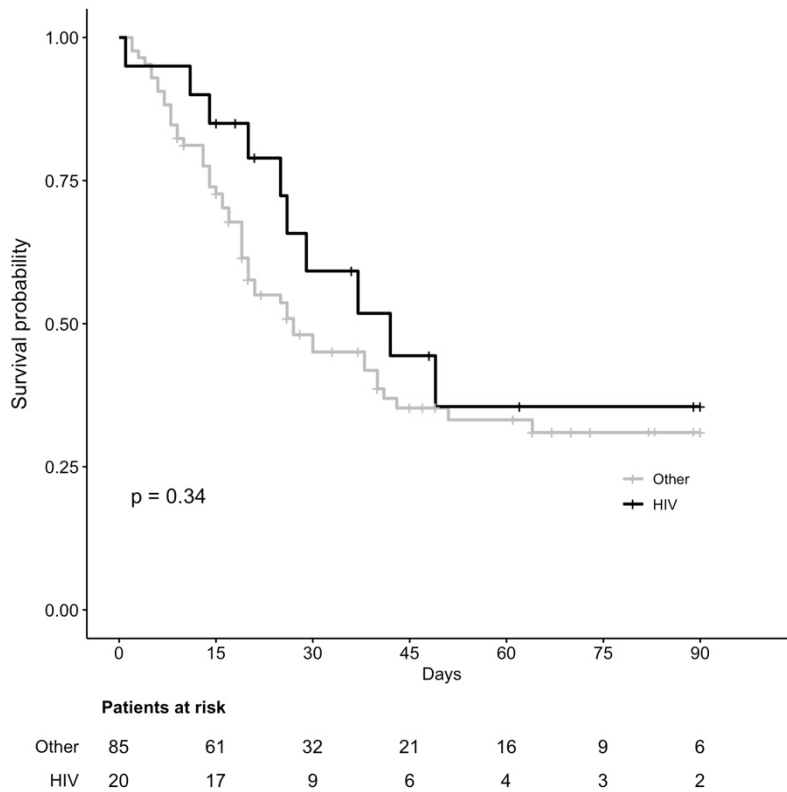 1.00
0.75
0.50
0.25
0.00
Survival probability
p = 0.34
Other
HIV
0 15 30 45 60 75 90
Days
Patients at risk
Other 85 61 32 21 16 9 6
HIV 20 17 9 6 4 3 2